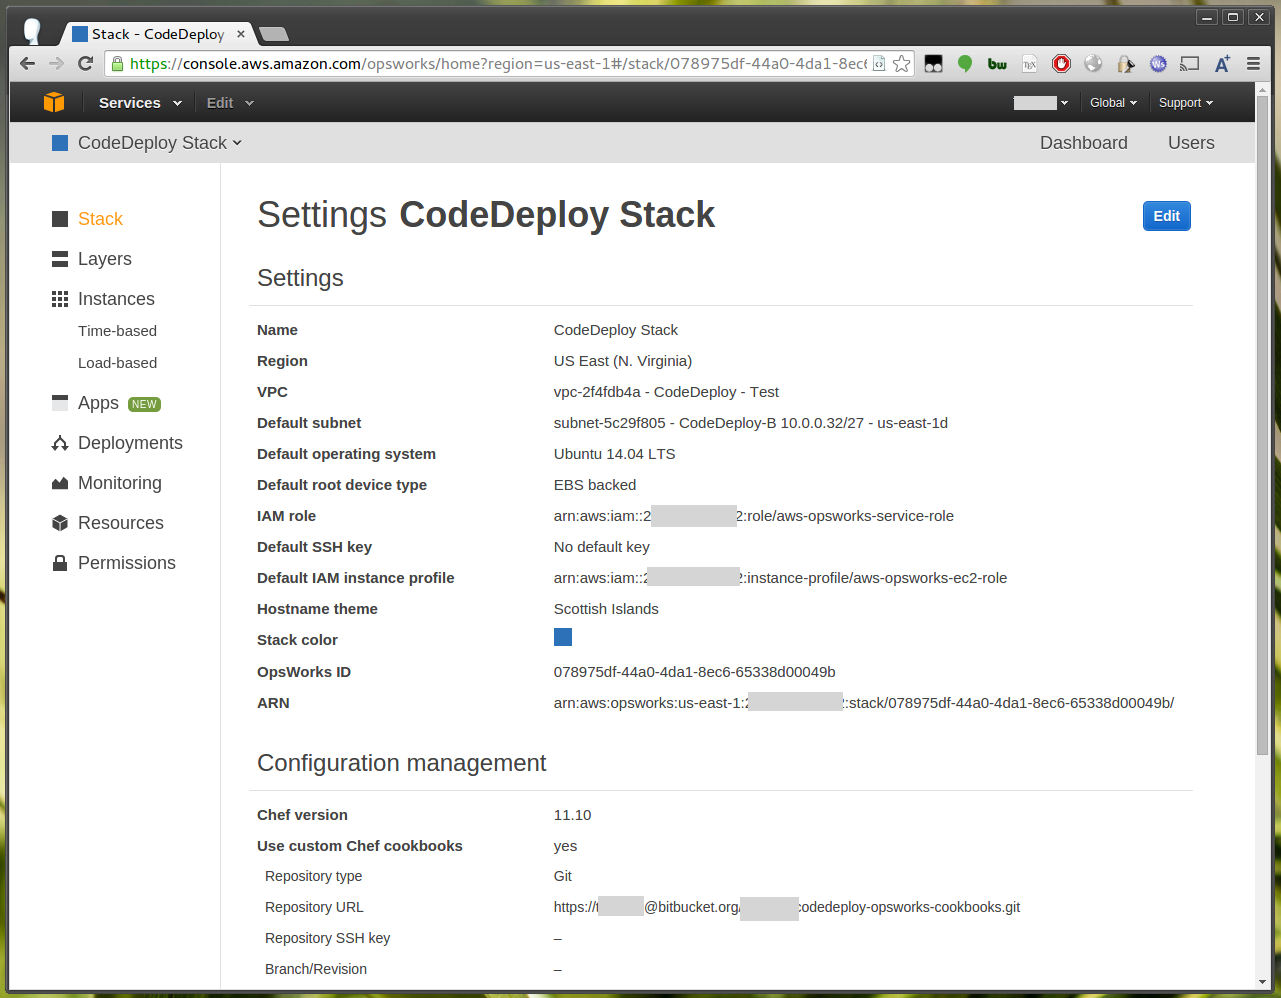 Stack - CodeDeploy
https://console.aws.amazon.com/opsworks/home?region=us-east-1#/stack/078975df-44a0-4da1-8ec6
Services Edit Global Support
CodeDeploy Stack Dashboard Users
Stack
Layers
Instances
Time-based
Load-based
Apps NEW
Deployments
Monitoring
Resources
Permissions
Settings CodeDeploy Stack
Edit
Settings
Name CodeDeploy Stack
Region US East (N. Virginia)
VPC vpc-2f4fdb4a - CodeDeploy - Test
Default subnet subnet-5c29f805 - CodeDeploy-B 10.0.0.32/27 - us-east-1d
Default operating system Ubuntu 14.04 LTS
Default root device type EBS backed
IAM role arn:aws:iam::2 2:role/aws-opsworks-service-role
Default SSH key No default key
Default IAM instance profile arn:aws:iam::2 2:instance-profile/aws-opsworks-ec2-role
Hostname theme Scottish Islands
Stack color
OpsWorks ID 078975df-44a0-4da1-8ec6-65338d00049b
ARN arn:aws:opsworks:us-east-1:2 :stack/078975df-44a0-4da1-8ec6-65338d00049b/
Configuration management
Chef version 11.10
Use custom Chef cookbooks yes
Repository type Git
Repository URL https:// @bitbucket.org/ codedeploy-opsworks-cookbooks.git
Repository SSH key –
Branch/Revision –